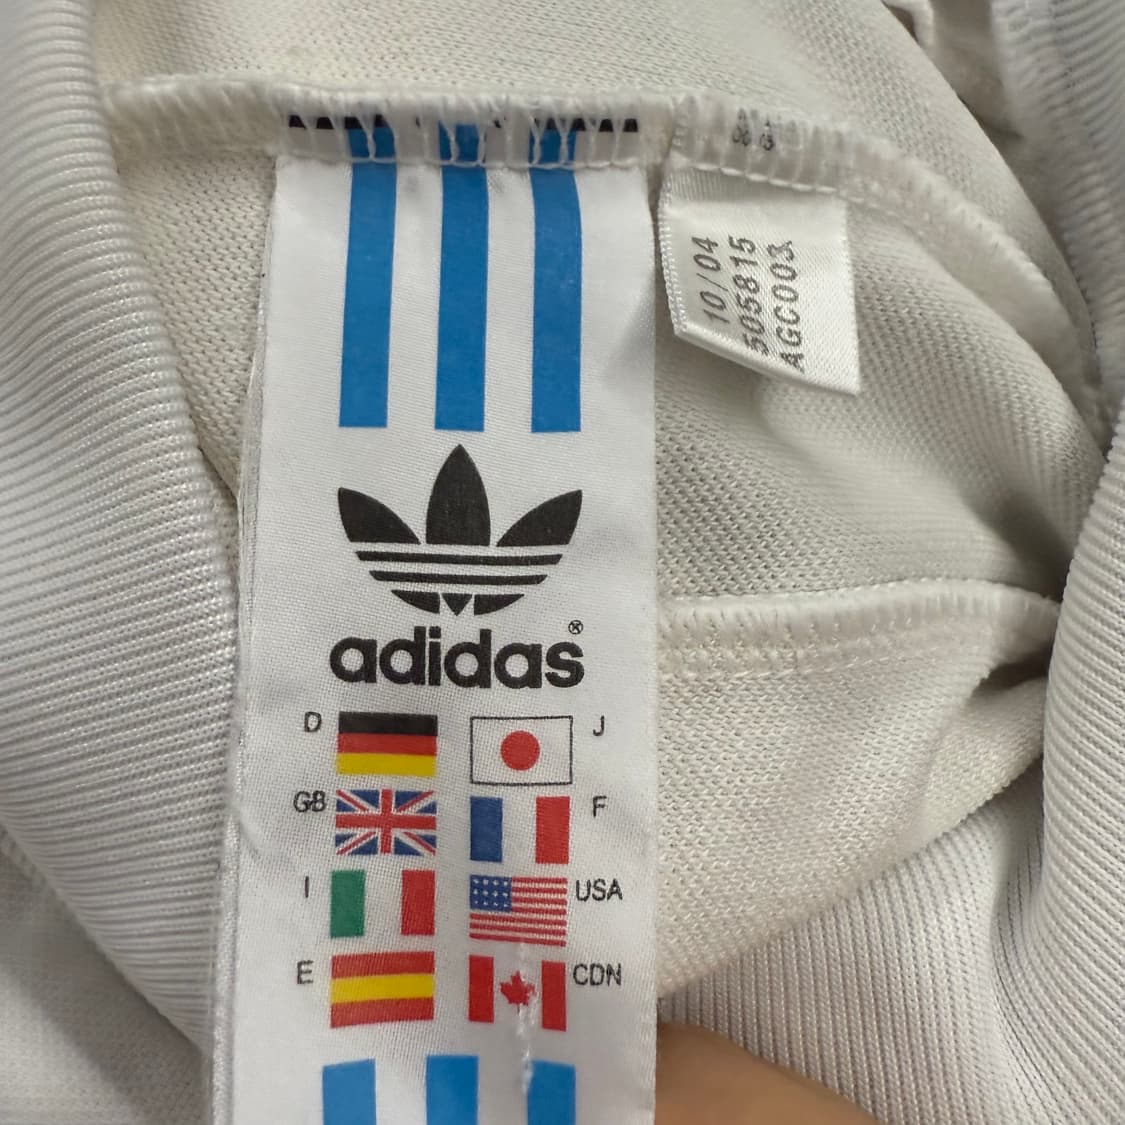 10/04
505815
AGC003
adidas®
D
J
GB
F
I
USA
E
CDN